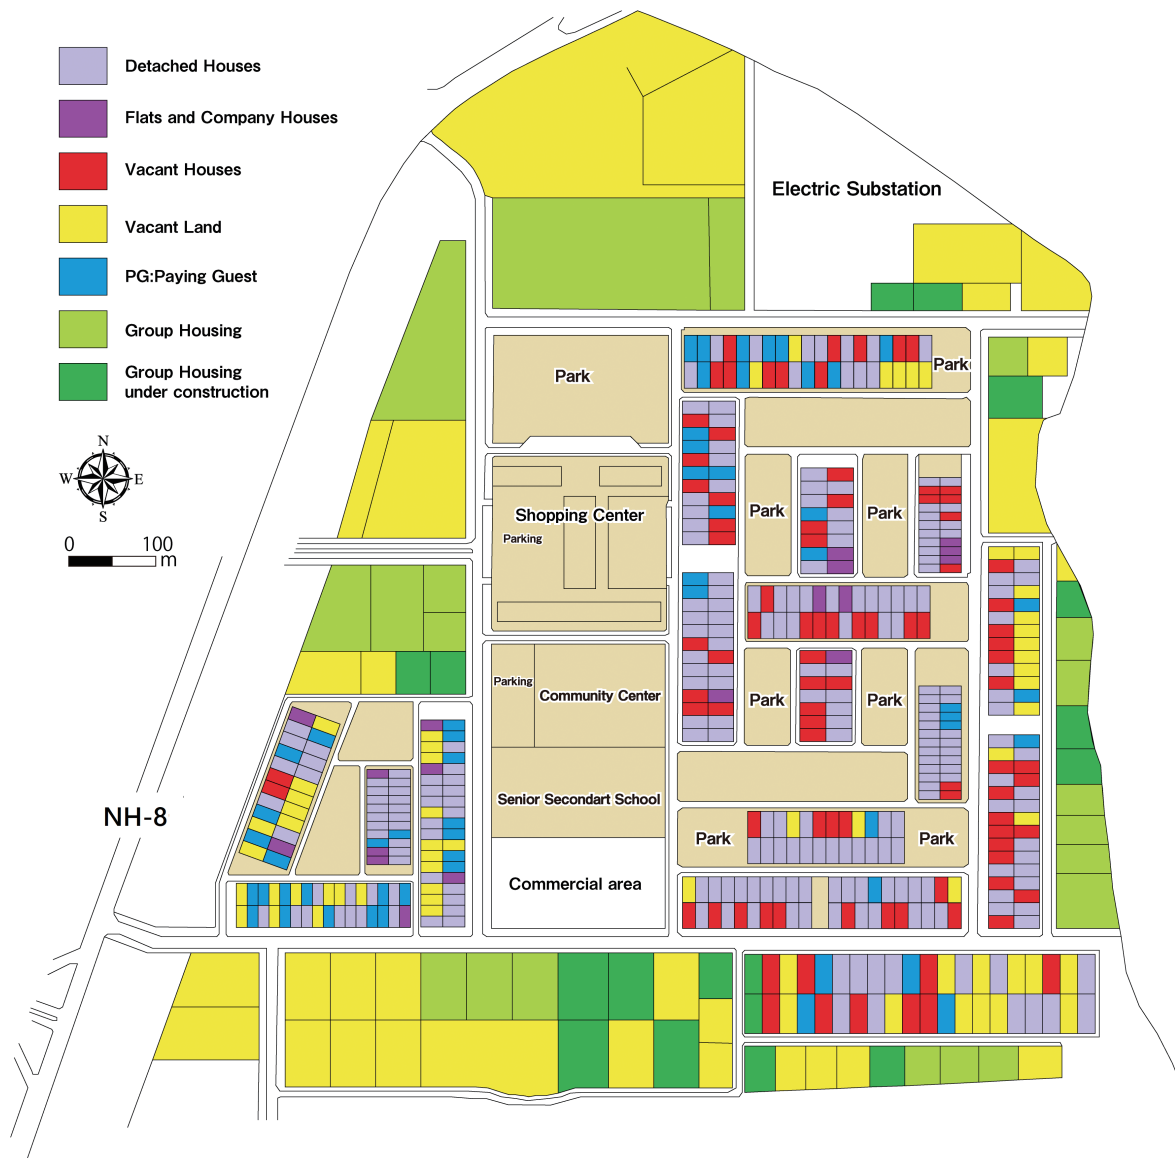 Detached Houses
Flats and Company Houses
Vacant Houses
Vacant Land
PG:Paying Guest
Group Housing
Group Housing
under construction
N
W E
S
0 100
m
Electric Substation
Park
Park
Shopping Center
Parking
Park
Park
Parking
Community Center
Park
Park
Senior Secondart School
NH-8
Park
Park
Commercial area